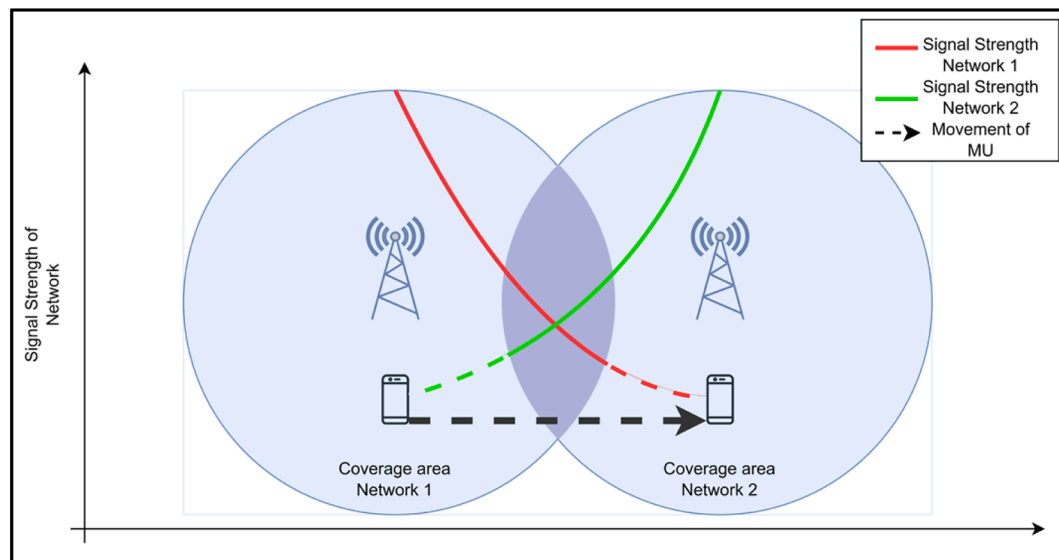 Signal Strength
Network 1
Signal Strength
Network 2
Movement of
MU
Signal Strength of
Network
Coverage area
Network 1
Coverage area
Network 2